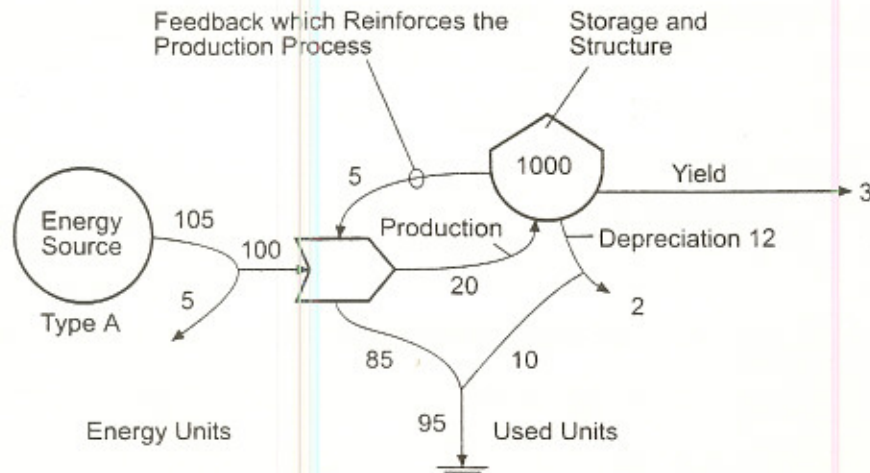 Feedback which Reinforces the
Production Process
Storage and
Structure
1000
5
Yield
3
Energy
Source
105
100
Production
Depreciation 12
5
20
2
Type A
85
10
Energy Units
95
Used Units